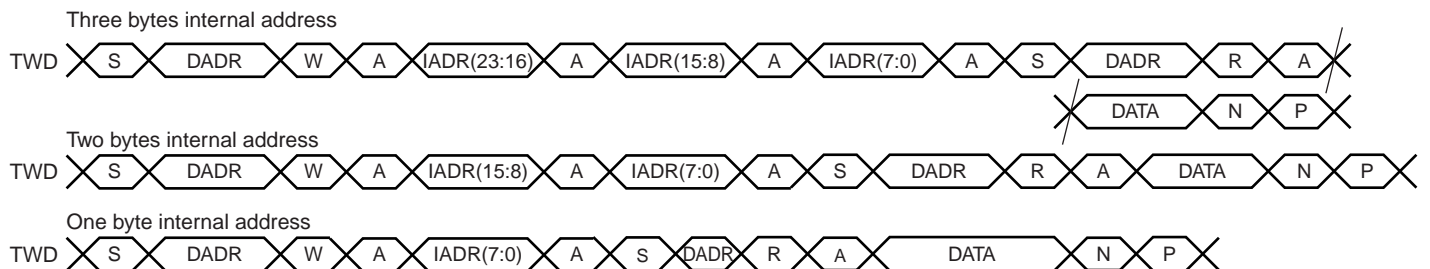 Three bytes internal address
TWD S DADR W A IADR(23:16) A IADR(15:8) A IADR(7:0) A S DADR R A
DATA N P
Two bytes internal address
TWD S DADR W A IADR(15:8) A IADR(7:0) A S DADR R A DATA N P
One byte internal address
TWD S DADR W A IADR(7:0) A S DADR R A DATA N P